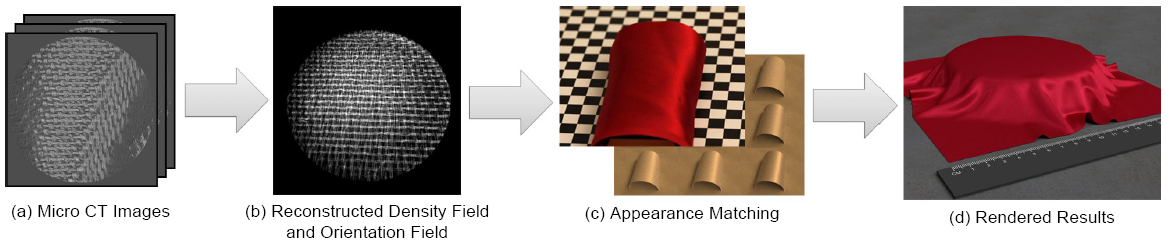 (a) Micro CT Images
(b) Reconstructed Density Field
and Orientation Field
(c) Appearance Matching
(d) Rendered Results